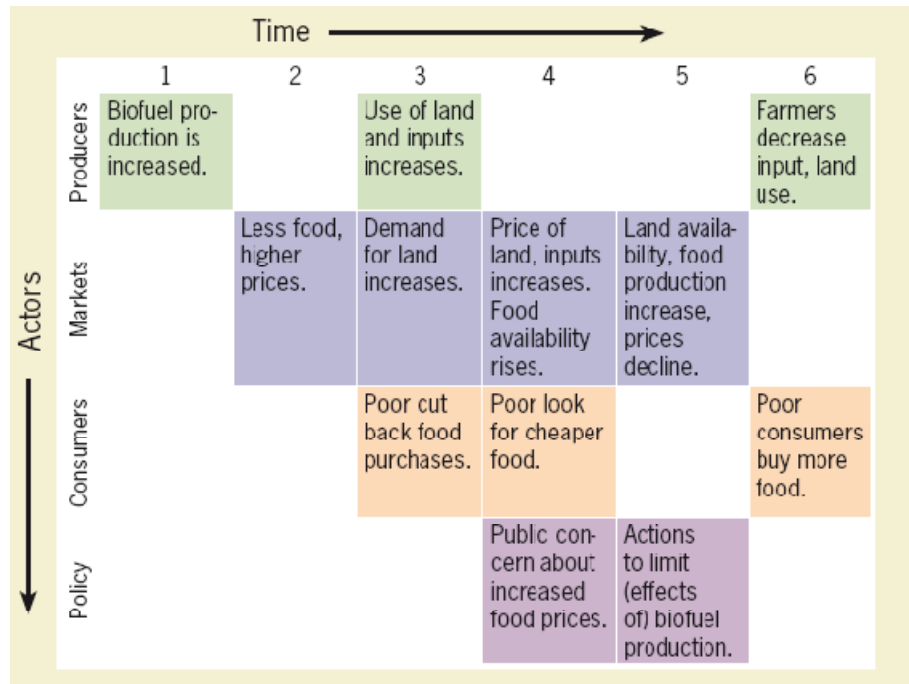 Time
1 2 3 4 5 6
Actors
Producers
Biofuel pro-
duction is
increased.
Use of land
and inputs
increases.
Farmers
decrease
input, land
use.
Markets
Less food,
higher
prices.
Demand
for land
increases.
Price of
land, inputs
increases.
Food
availability
rises.
Land availa-
bilty, food
production
increase,
prices
decline.
Consumers
Poor cut
back food
purchases.
Poor look
for cheaper
food.
Poor
consumers
buy more
food.
Policy
Public con-
cern about
increased
food prices.
Actions
to limit
(effects
of) biofuel
production.